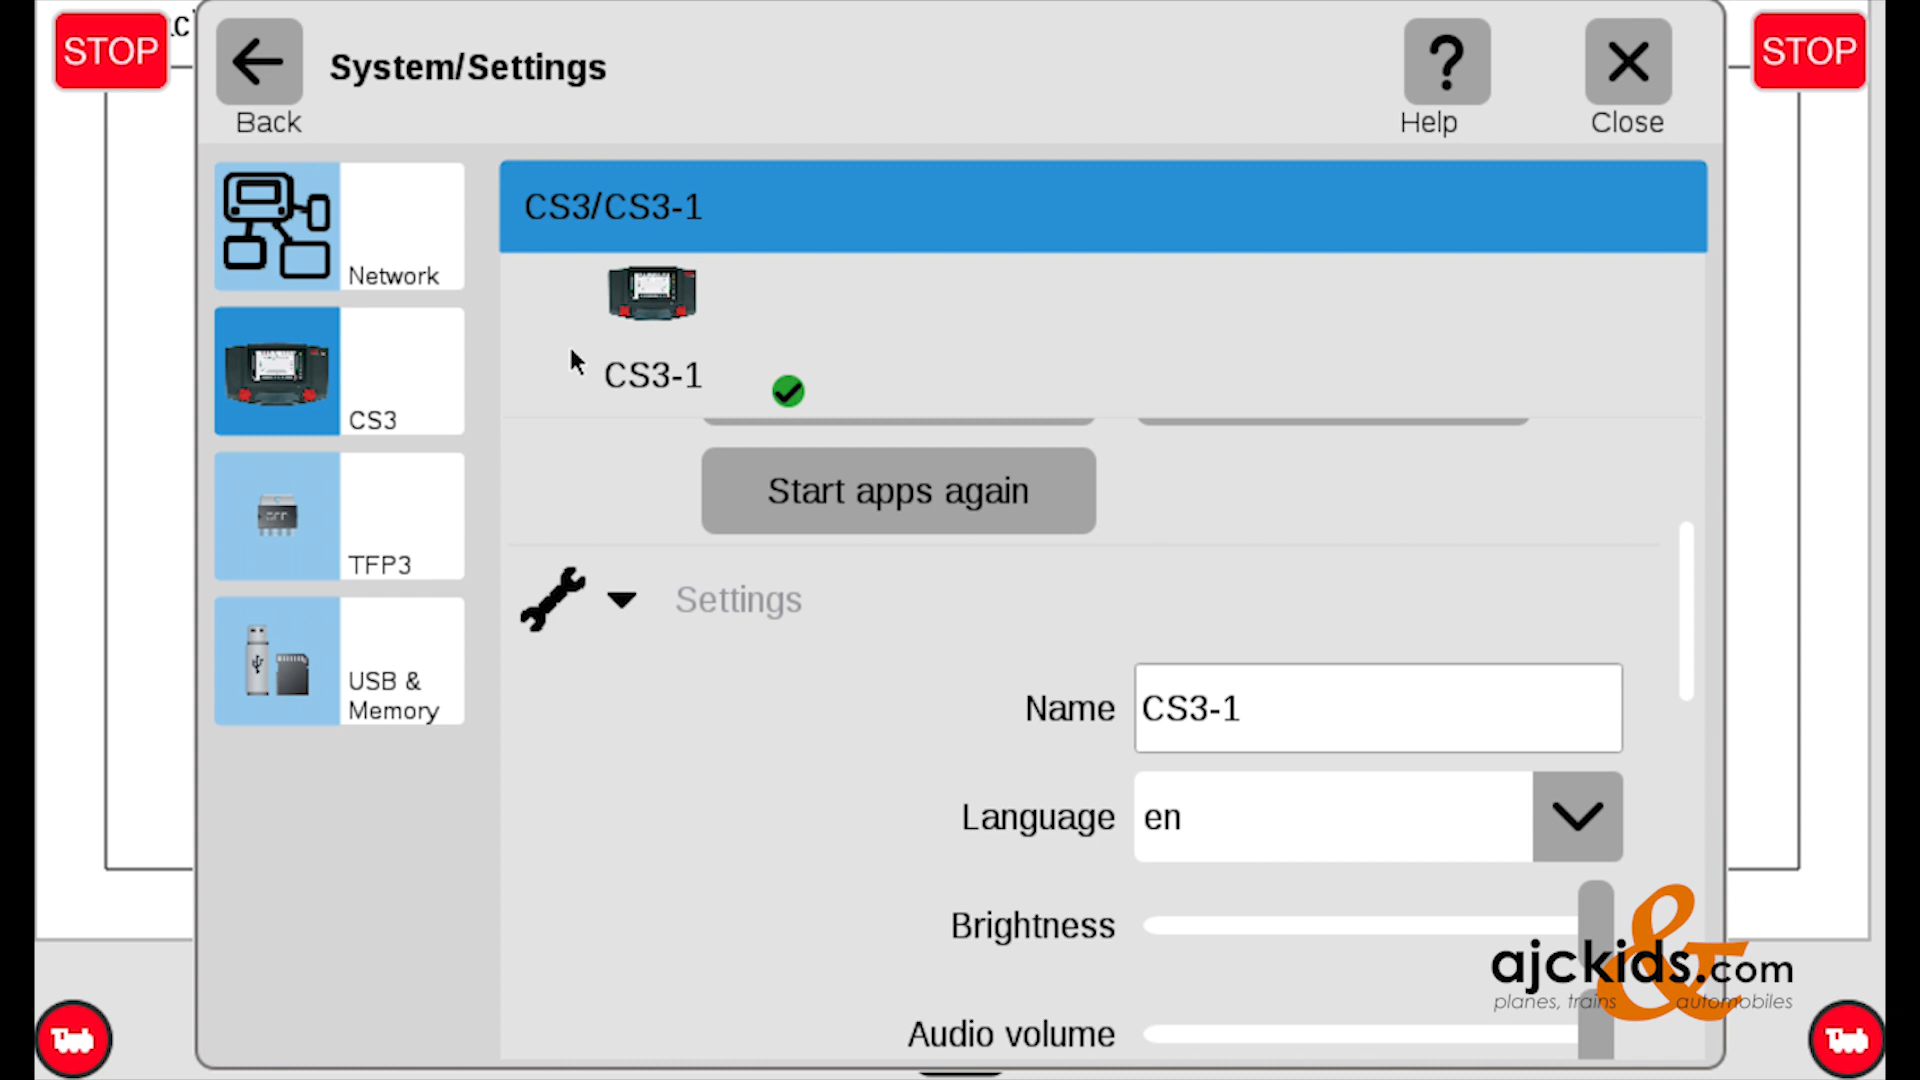 STOP
STOP
System/Settings
Back
Help
Close
Network
CS3
TFP3
USB &
Memory
CS3/CS3-1
CS3-1
Start apps again
Settings
Name
CS3-1
Language
en
Brightness
Audio volume
&
ajckids.com
planes, trains automobiles